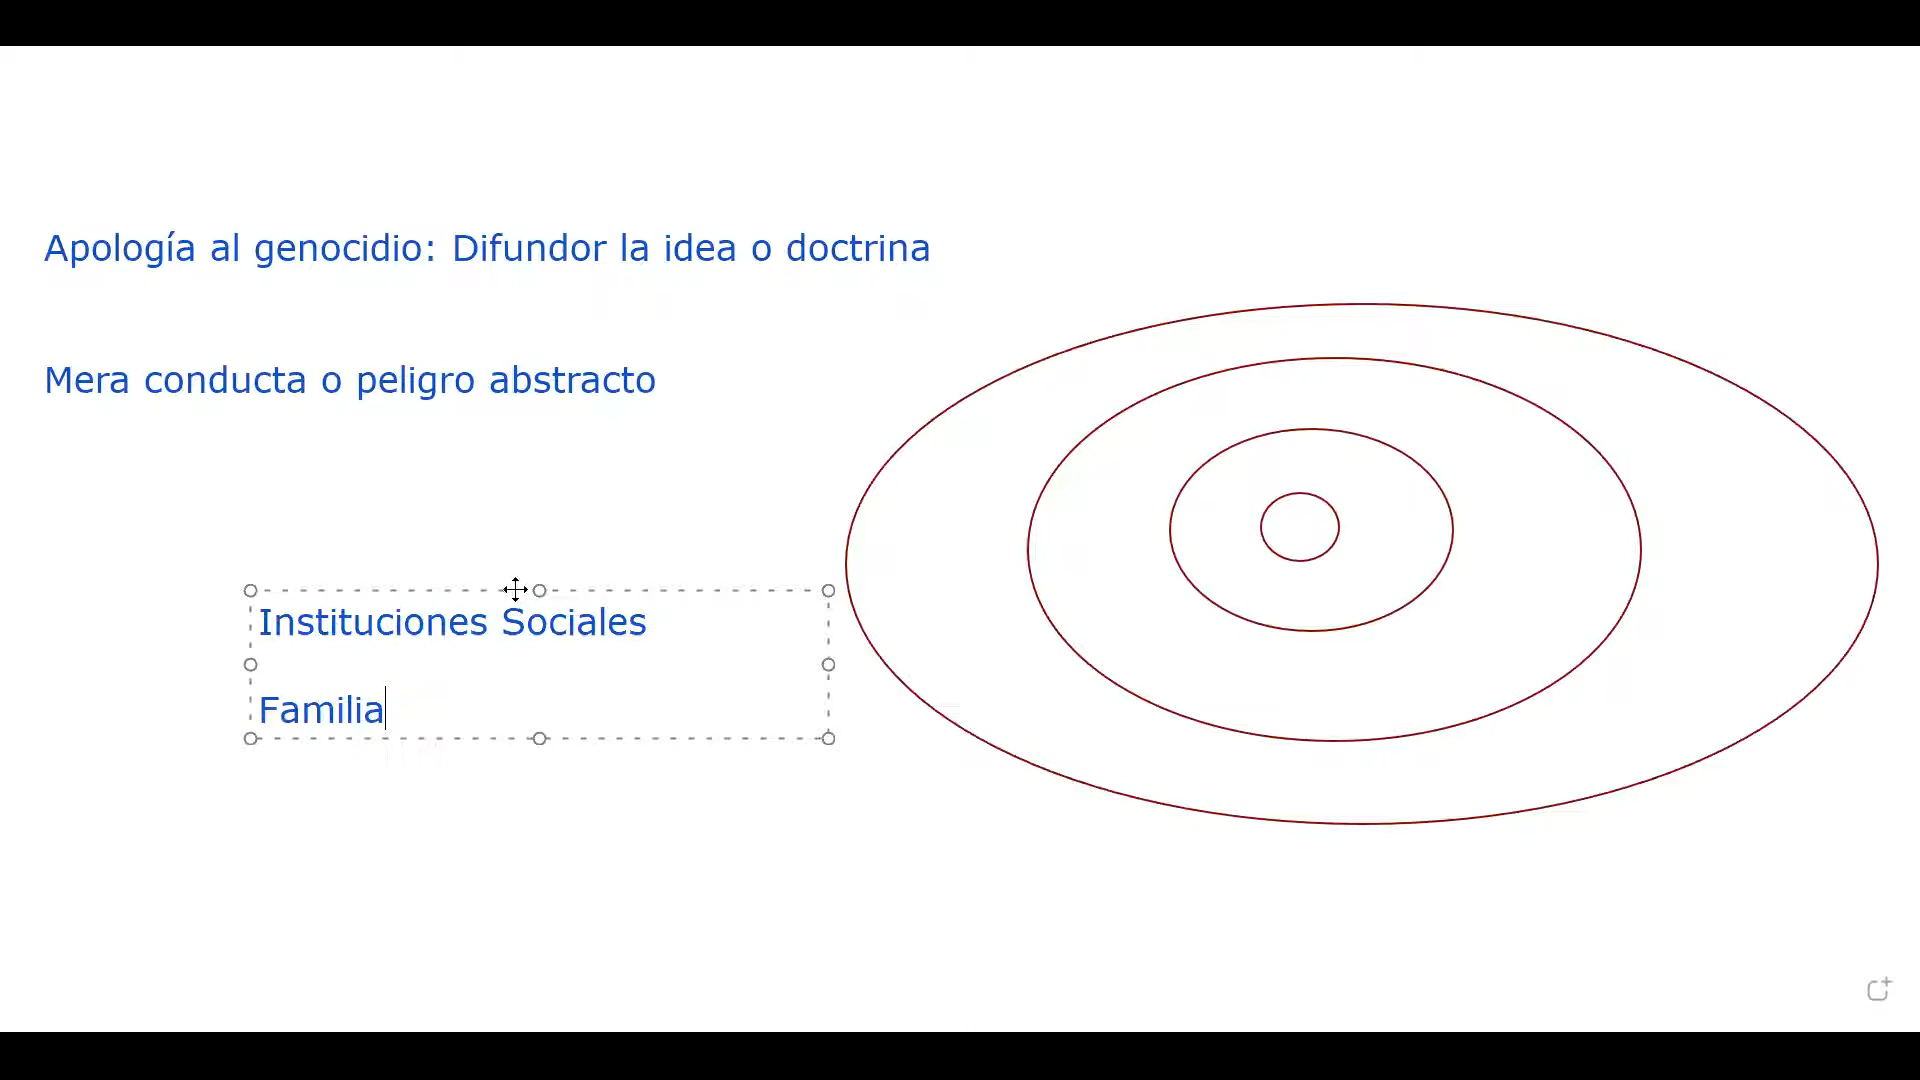 Apología al genocidio: Difundor la idea o doctrina
Mera conducta o peligro abstracto
Instituciones Sociales
Familia